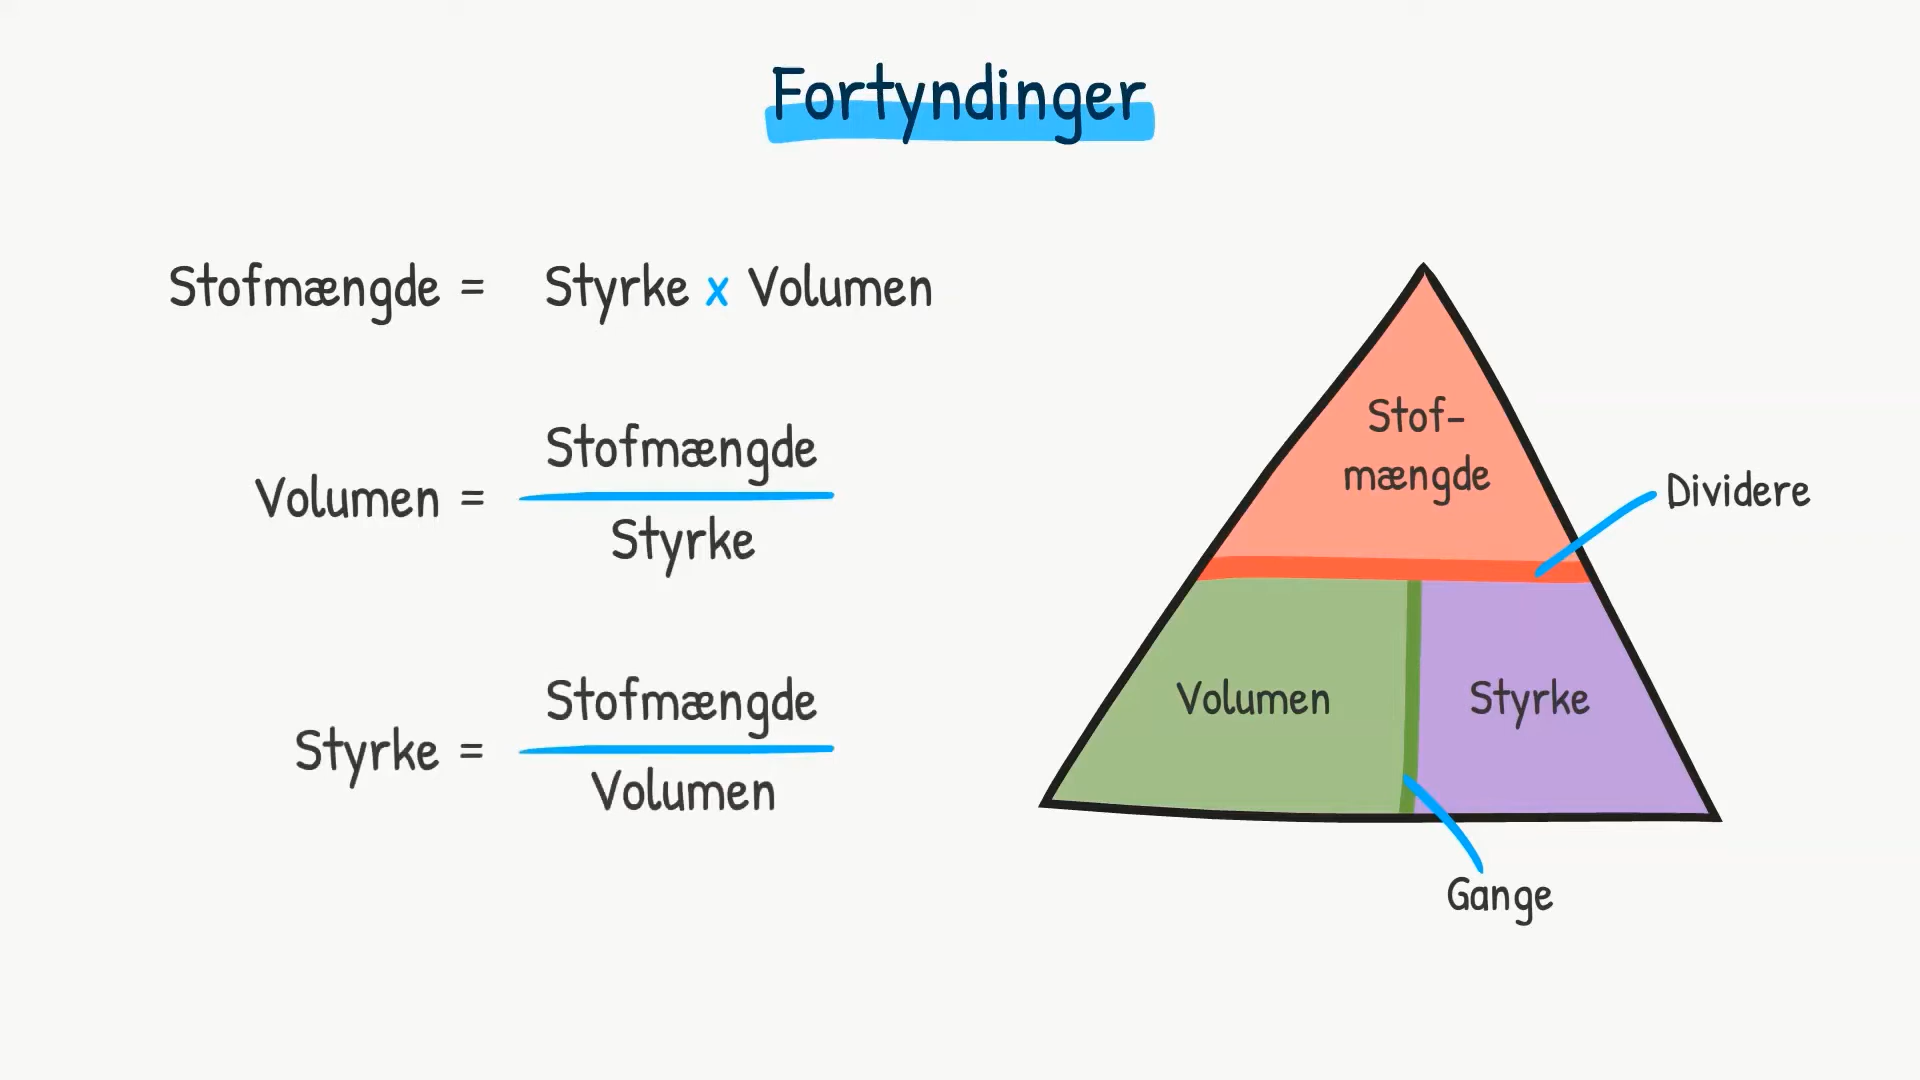 Fortyndinger
Stofmængde = Styrke x Volumen
Volumen = Stofmængde
Styrke
Styrke = Stofmængde
Volumen
Stof-
mængde
Dividere
Volumen
Styrke
Gange